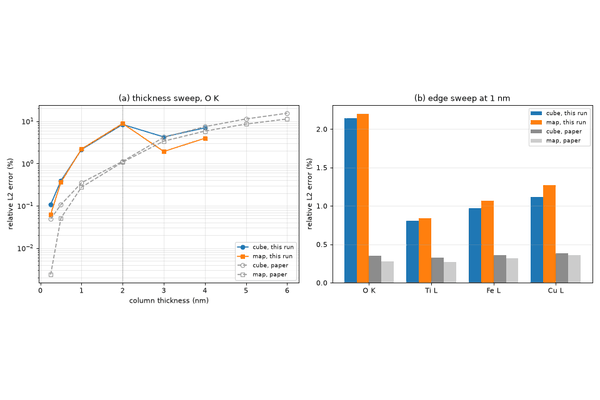 (a) thickness sweep, O K
relative L2 error (%)
10¹
10⁰
10⁻¹
10⁻²
0 1 2 3 4 5 6
column thickness (nm)
cube, this run
map, this run
cube, paper
map, paper
(b) edge sweep at 1 nm
relative L2 error (%)
2.0
1.5
1.0
0.5
0.0
O K Ti L Fe L Cu L
cube, this run
map, this run
cube, paper
map, paper